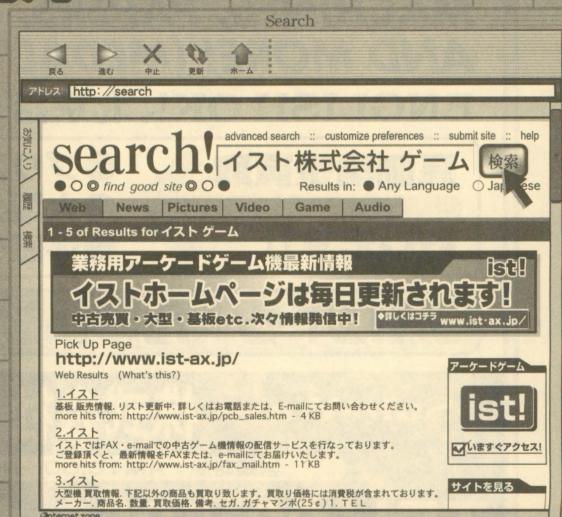 Search
戻る 進む 中止 更新 ホーム
アドレス http://search
お気に入り
履歴
検索
advanced search :: customize preferences :: submit site :: help
search! イスト株式会社 ゲーム 検索
find good site
Results in: Any Language Japanese
Web News Pictures Video Game Audio
1 - 5 of Results for イスト ゲーム
業務用アーケードゲーム機最新情報
ist!
イストホームページは毎日更新されます!
中古売買・大型・基板etc.次々情報発信中!
◆詳しくはコチラ www.ist-ax.jp/
Pick Up Page
http://www.ist-ax.jp/
Web Results (What's this?)
1.イスト
基板 販売情報. リスト更新中. 詳しくはお電話または、E-mailにてお問い合わせください。
more hits from: http://www.ist-ax.jp/pcb_sales.htm - 4 KB
2.イスト
イストではFAX・e-mailでの中古ゲーム機情報の配信サービスを行なっております。
ご登録頂くと、最新情報をFAXまたは、e-mailにてお届けいたします。
more hits from: http://www.ist-ax.jp/fax_mail.htm - 11 KB
3.イスト
大型機 買取情報. 下記以外の商品も買取り致します。買取り価格には消費税が含まれております。
メーカー. 商品名. 数量. 買取価格. 備考. セガ. ガチャマンボ(25¢) 1. TEL
アーケードゲーム
ist!
いますぐアクセス!
サイトを見る
Internet zone